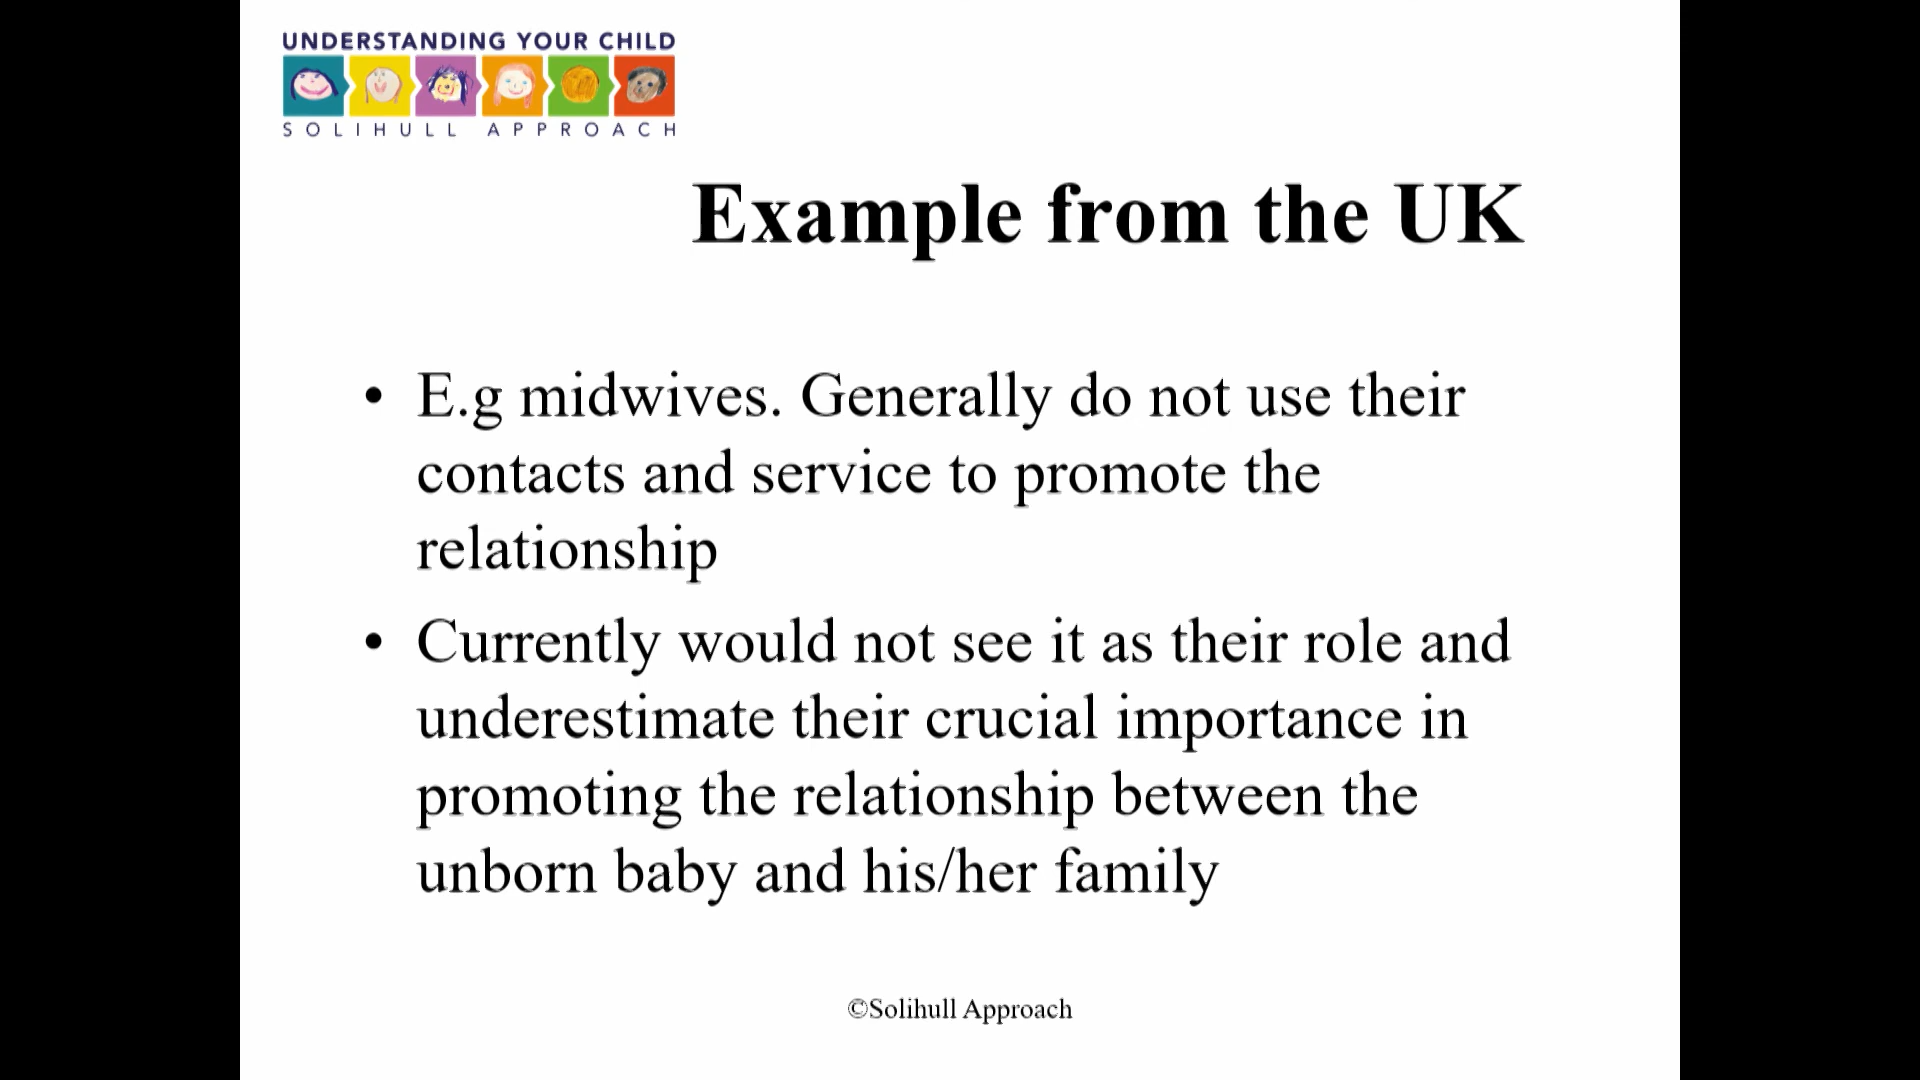 UNDERSTANDING YOUR CHILD
SOLIHULL APPROACH
Example from the UK
• E.g midwives. Generally do not use their
contacts and service to promote the
relationship
• Currently would not see it as their role and
underestimate their crucial importance in
promoting the relationship between the
unborn baby and his/her family
©Solihull Approach